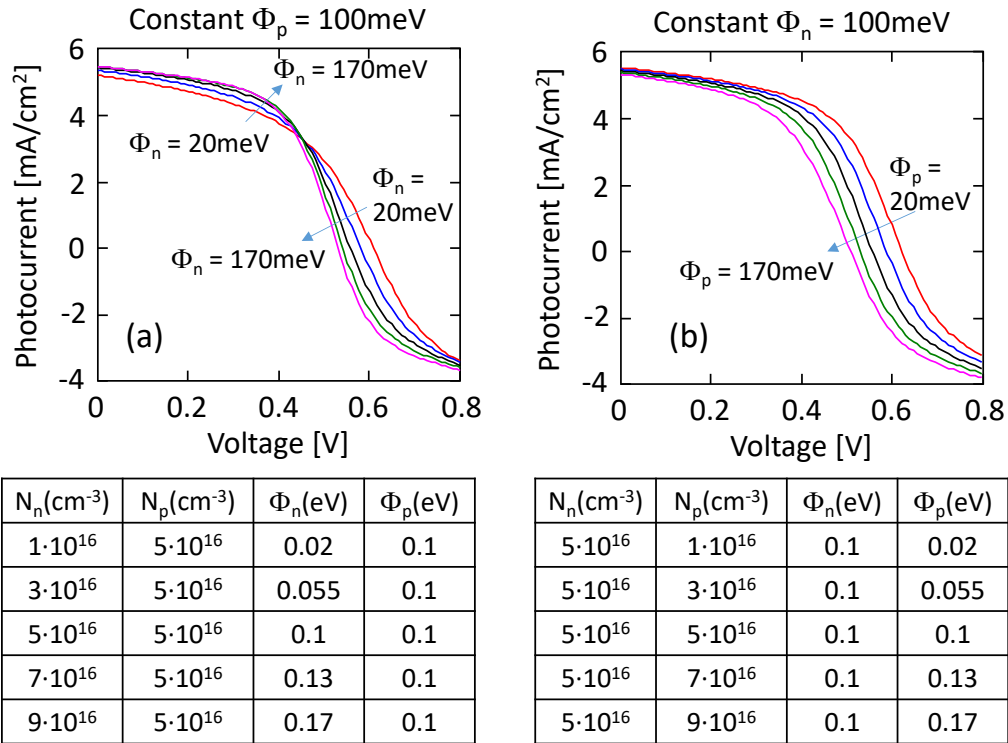 Constant Φp = 100meV
Photocurrent [mA/cm²]
6
4
2
0
-2
-4
Φn = 170meV
Φn = 20meV
Φn =
20meV
Φn = 170meV
(a)
0 0.2 0.4 0.6 0.8
Voltage [V]
Constant Φn = 100meV
Photocurrent [mA/cm²]
6
4
2
0
-2
-4
Φp =
20meV
Φp = 170meV
(b)
0 0.2 0.4 0.6 0.8
Voltage [V]
Nn(cm⁻³) Np(cm⁻³) Φn(eV) Φp(eV)
1·10¹⁶ 5·10¹⁶ 0.02 0.1
3·10¹⁶ 5·10¹⁶ 0.055 0.1
5·10¹⁶ 5·10¹⁶ 0.1 0.1
7·10¹⁶ 5·10¹⁶ 0.13 0.1
9·10¹⁶ 5·10¹⁶ 0.17 0.1
Nn(cm⁻³) Np(cm⁻³) Φn(eV) Φp(eV)
5·10¹⁶ 1·10¹⁶ 0.1 0.02
5·10¹⁶ 3·10¹⁶ 0.1 0.055
5·10¹⁶ 5·10¹⁶ 0.1 0.1
5·10¹⁶ 7·10¹⁶ 0.1 0.13
5·10¹⁶ 9·10¹⁶ 0.1 0.17